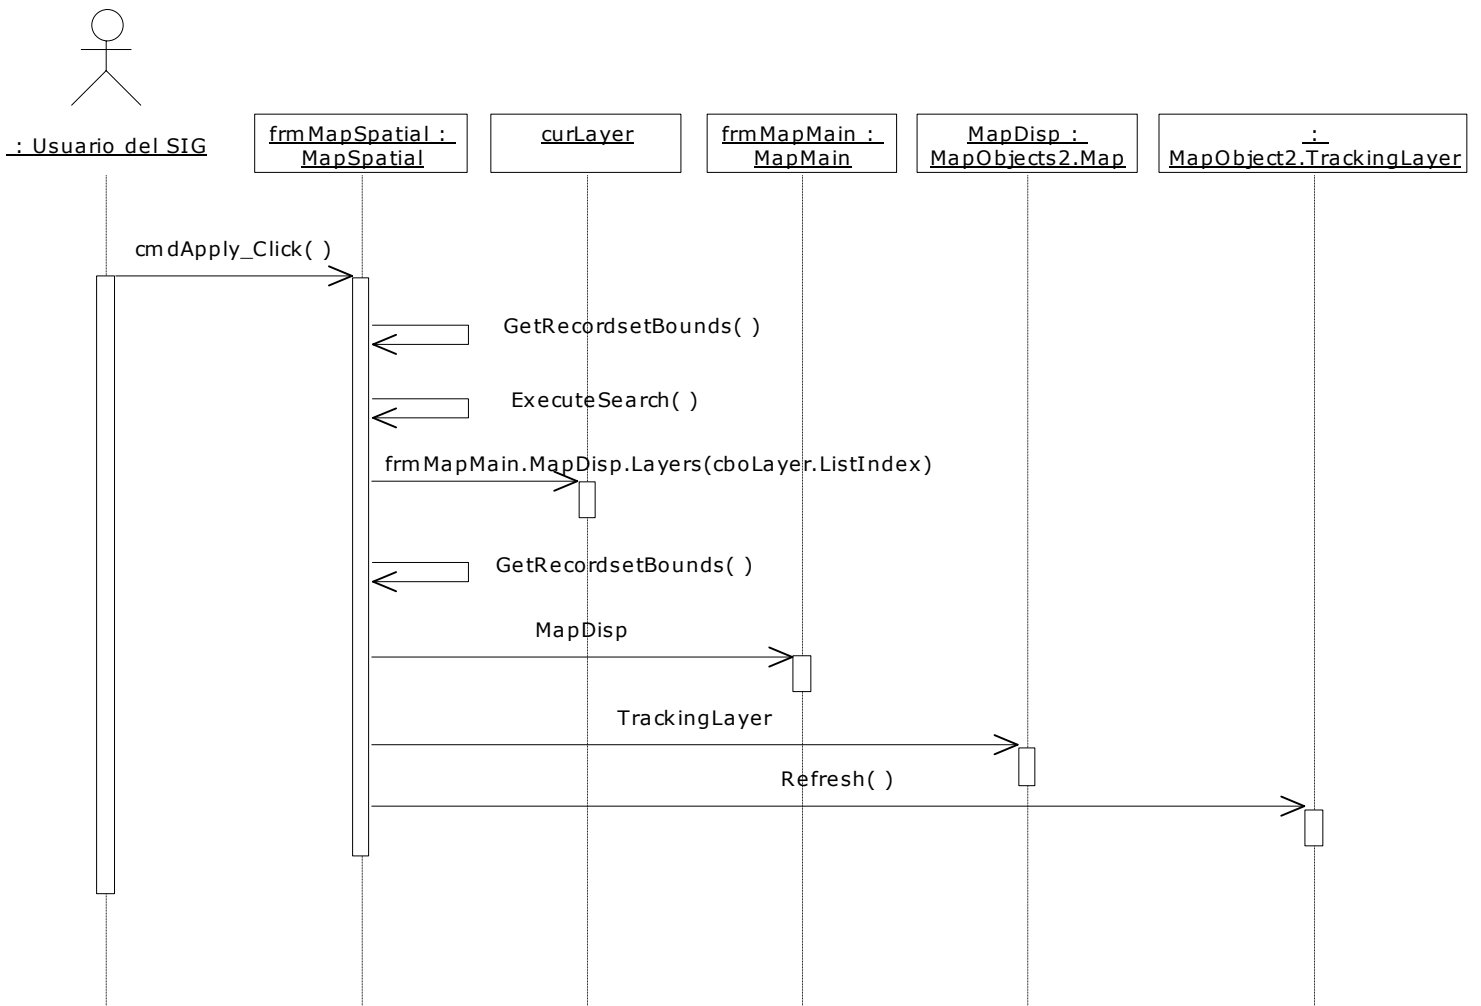 : Usuario del SIG
frmMapSpatial :
MapSpatial
curLayer
frmMapMain :
MapMain
MapDisp :
MapObjects2.Map
:
MapObject2.TrackingLayer
cmdApply_Click( )
GetRecordsetBounds( )
ExecuteSearch( )
frmMapMain.MapDisp.Layers(cboLayer.ListIndex)
GetRecordsetBounds( )
MapDisp
TrackingLayer
Refresh( )